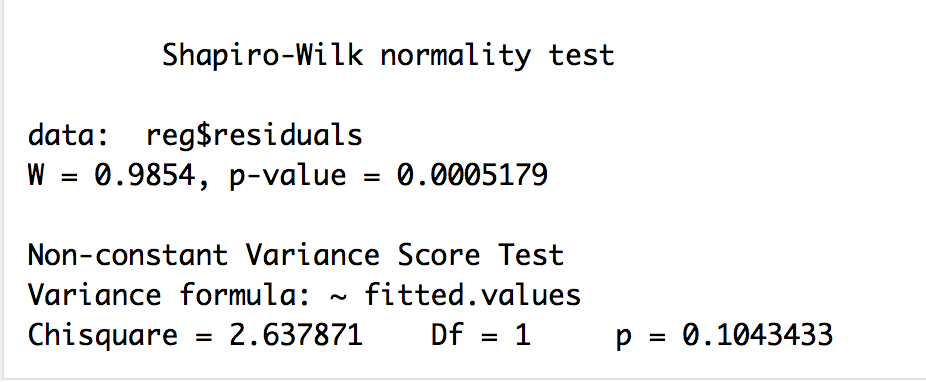 Shapiro-Wilk normality test
data: reg$residuals
W = 0.9854, p-value = 0.0005179
Non-constant Variance Score Test
Variance formula: ~ fitted.values
Chisquare = 2.637871 Df = 1 p = 0.1043433